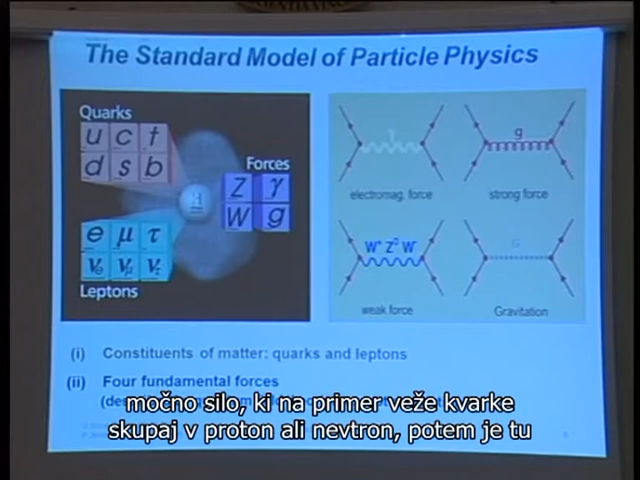 The Standard Model of Particle Physics
Quarks
u c t
d s b
Forces
Z γ
W g
H
e μ τ
νe νμ ντ
Leptons
γ
electromag. force
g
strong force
W⁺ Z⁰ W⁻
weak force
G
Gravitation
(i) Constituents of matter: quarks and leptons
(ii) Four fundamental forces
močno silo, ki na primer veže kvarke
skupaj v proton ali nevtron, potem je tu